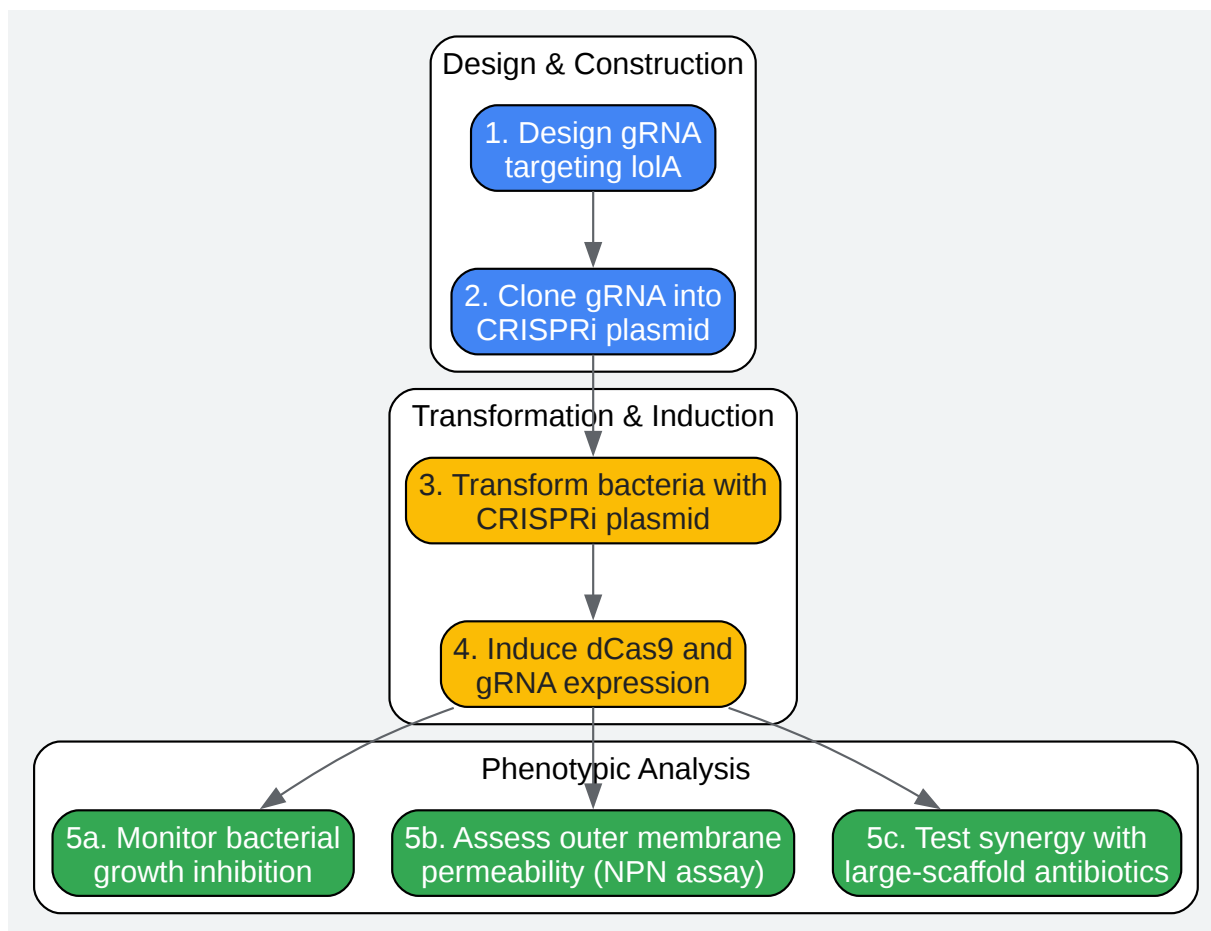 Design & Construction
1. Design gRNA
targeting lolA
2. Clone gRNA into
CRISPRi plasmid
Transformation & Induction
3. Transform bacteria with
CRISPRi plasmid
4. Induce dCas9 and
gRNA expression
Phenotypic Analysis
5a. Monitor bacterial
growth inhibition
5b. Assess outer membrane
permeability (NPN assay)
5c. Test synergy with
large-scaffold antibiotics